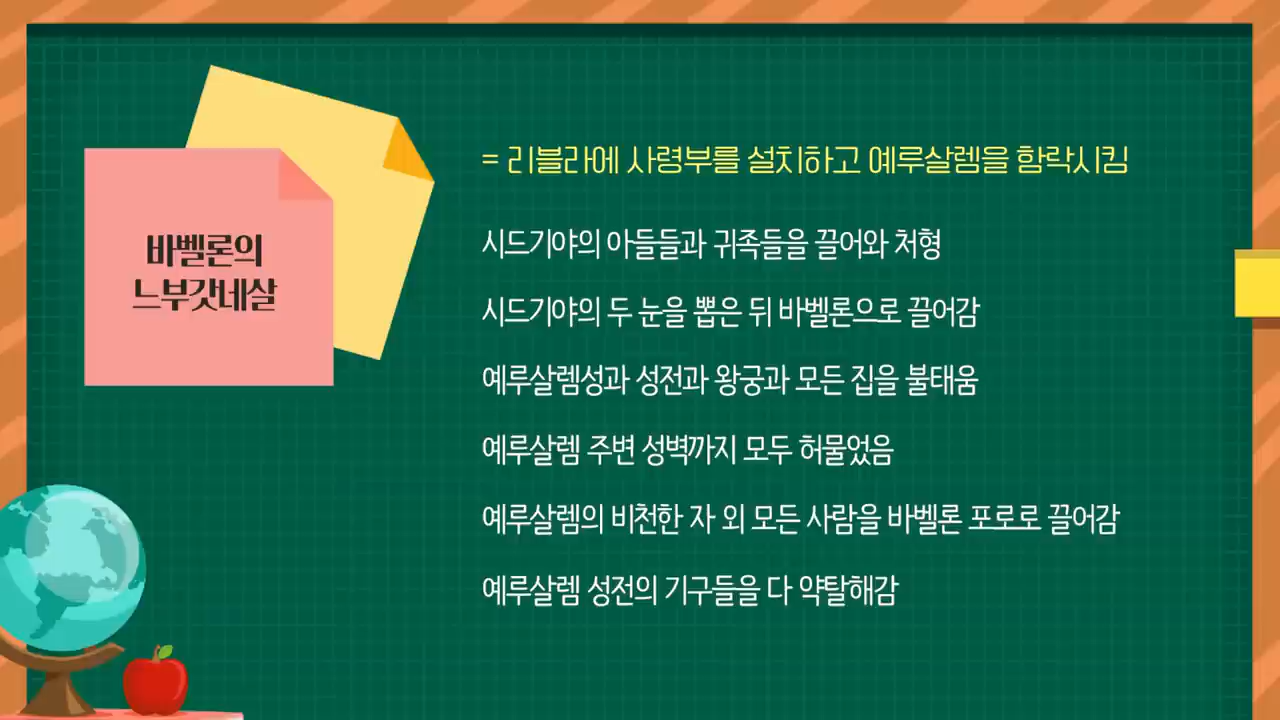 바벨론의
느부갓네살
= 리블라에 사령부를 설치하고 예루살렘을 함락시킴
시드기야의 아들들과 귀족들을 끌어와 처형
시드기야의 두 눈을 뽑은 뒤 바벨론으로 끌어감
예루살렘성과 성전과 왕궁과 모든 집을 불태움
예루살렘 주변 성벽까지 모두 허물었음
예루살렘의 비천한 자 외 모든 사람을 바벨론 포로로 끌어감
예루살렘 성전의 기구들을 다 약탈해감